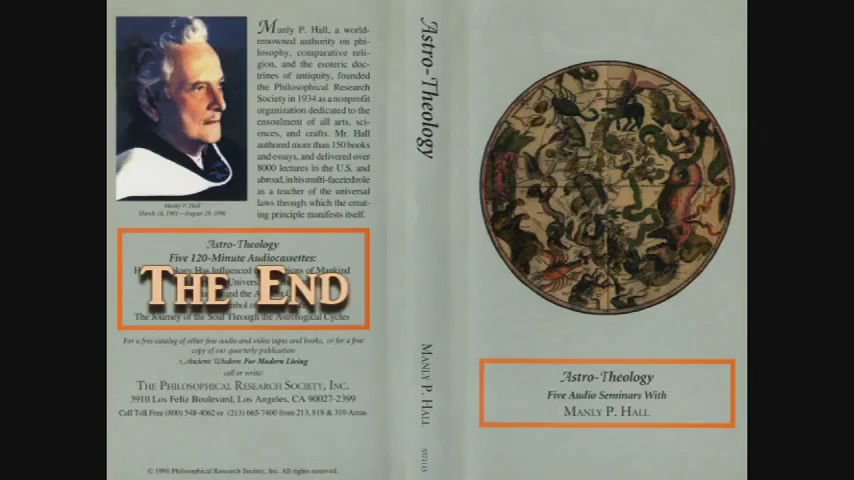 Manly P. Hall, a world-
renowned authority on phi-
losophy, comparative reli-
gion, and the esoteric doc-
trines of antiquity, founded
the Philosophical Research
Society in 1934 as a nonprofit
organization dedicated to the
ensoulment of all arts, sci-
ences, and crafts. Mr. Hall
authored more than 150 books
and essays, and delivered over
8000 lectures in the U.S. and
abroad, in his multi-faceted role
as a teacher of the universal
laws through which the creat-
ing principle manifests itself.
Manly P. Hall
March 18, 1901—August 29, 1990
Astro-Theology
Five 120-Minute Audiocassettes:
Has Influenced of Mankind
and the
The Journey of the Soul Through the Astrological Cycles
THE END
For a free catalog of other fine audio and video tapes and books, or for a free
copy of our quarterly publication
Ancient Wisdom For Modern Living
call or write:
THE PHILOSOPHICAL RESEARCH SOCIETY, INC.
3910 Los Feliz Boulevard, Los Angeles, CA 90027-2399
Call Toll Free (800) 548-4062 or (213) 665-7400 from 213, 818 & 310 Areas
© 1991 Philosophical Research Society, Inc. All rights reserved.
Astro-Theology
MANLY P. HALL
Astro-Theology
Five Audio Seminars With
MANLY P. HALL